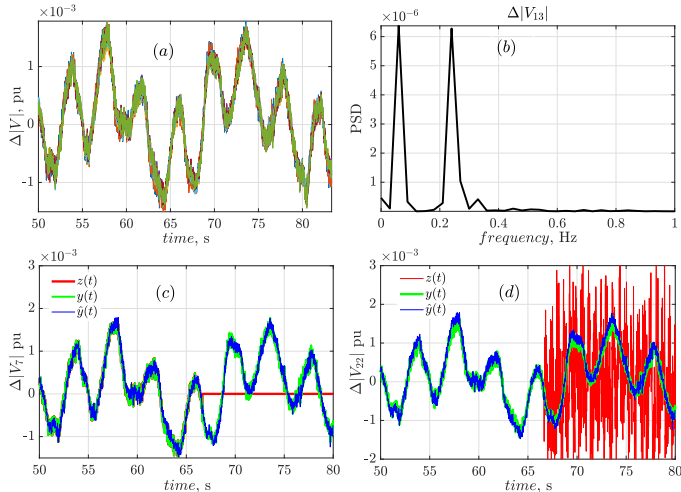 ×10⁻³
(a)
Δ|V|, pu
1
0
-1
50 55 60 65 70 75 80
time, s
Δ|V₁₃|
×10⁻⁶
(b)
PSD
6
5
4
3
2
1
0 0.2 0.4 0.6 0.8 1
frequency, Hz
×10⁻³
(c)
z(t)
y(t)
ŷ(t)
Δ|V₇| pu
3
2
1
0
-1
50 55 60 65 70 75 80
time, s
×10⁻³
(d)
z(t)
y(t)
ŷ(t)
Δ|V₂₂| pu
3
2
1
0
-1
-2
50 55 60 65 70 75 80
time, s